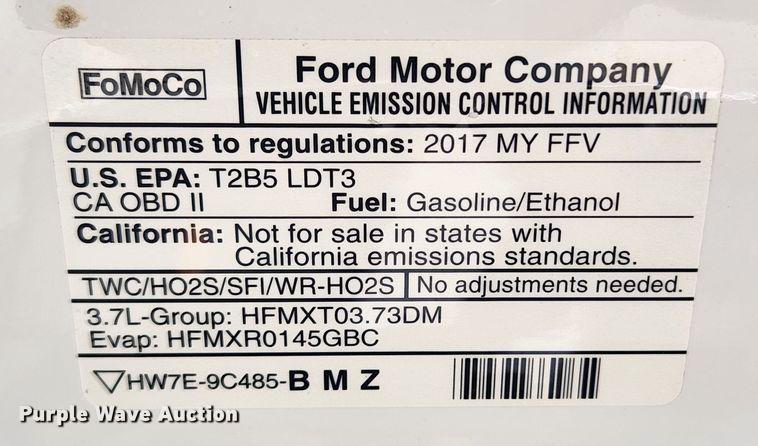 FoMoCo
Ford Motor Company
VEHICLE EMISSION CONTROL INFORMATION
Conforms to regulations: 2017 MY FFV
U.S. EPA: T2B5 LDT3
CA OBD II Fuel: Gasoline/Ethanol
California: Not for sale in states with
California emissions standards.
TWC/HO2S/SFI/WR-HO2S No adjustments needed.
3.7L-Group: HFMXT03.73DM
Evap: HFMXR0145GBC
HW7E-9C485-B M Z
Purple Wave Auction